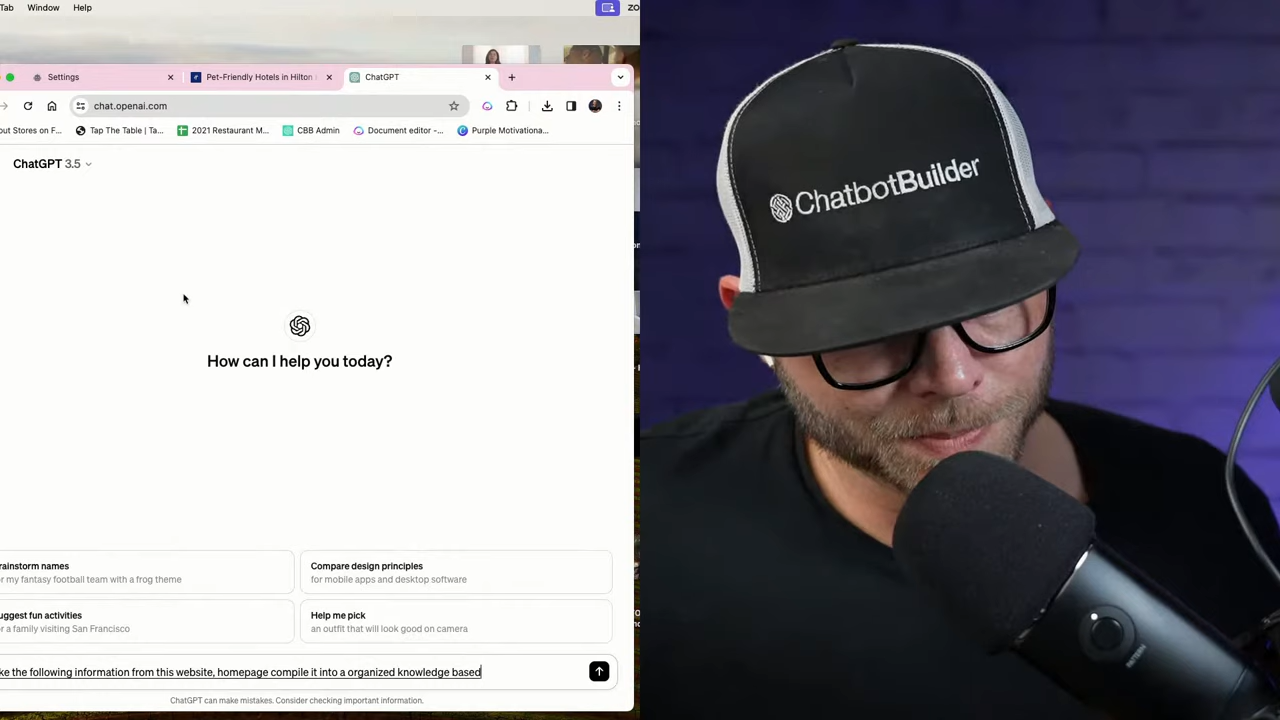 Tab Window Help
ZO
Settings
Pet-Friendly Hotels in Hilton
ChatGPT
chat.openai.com
out Stores on F...
Tap The Table | Ta...
2021 Restaurant M...
CBB Admin
Document editor -...
Purple Motivationa...
ChatGPT 3.5
ChatbotBuilder
How can I help you today?
rainstorm names
or my fantasy football team with a frog theme
Compare design principles
for mobile apps and desktop software
uggest fun activities
or a family visiting San Francisco
Help me pick
an outfit that will look good on camera
ke the following information from this website, homepage compile it into a organized knowledge based
ChatGPT can make mistakes. Consider checking important information.
PATTERN